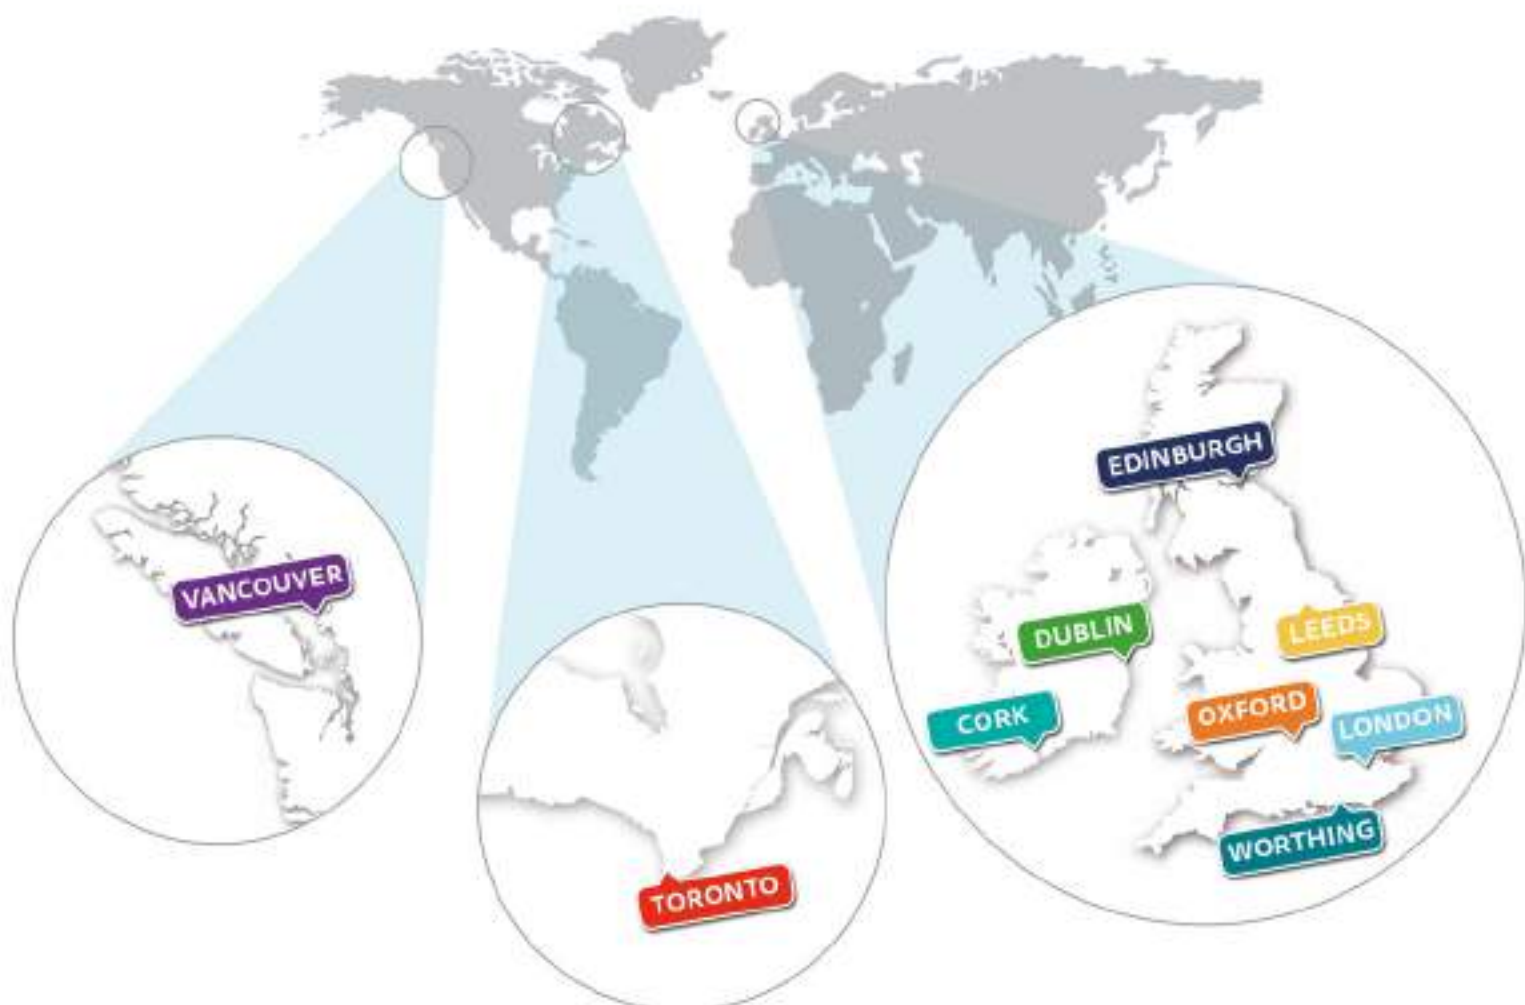 EDINBURGH
VANCOUVER
DUBLIN
LEEDS
CORK
OXFORD
LONDON
WORTHING
TORONTO